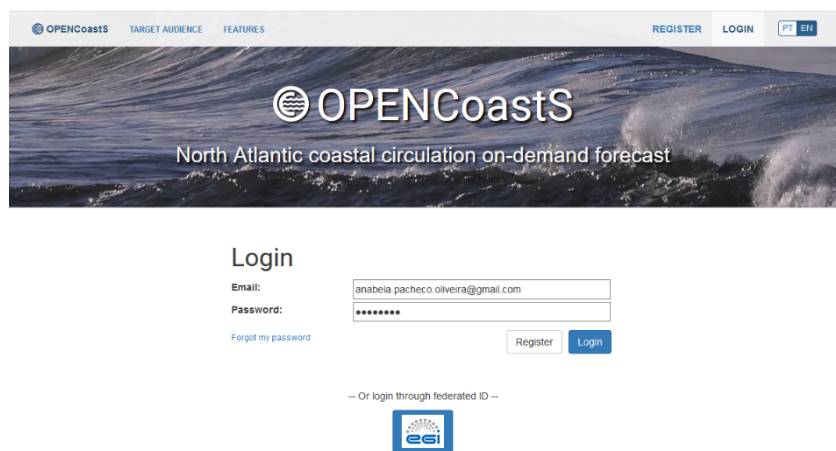 OPENCoastS TARGET AUDIENCE FEATURES REGISTER LOGIN PT EN
OPENCoastS
North Atlantic coastal circulation on-demand forecast
Login
Email: anabela.pacheco.oliveira@gmail.com
Password: ●●●●●●●●
Forgot my password Register Login
-- Or login through federated ID --
egi